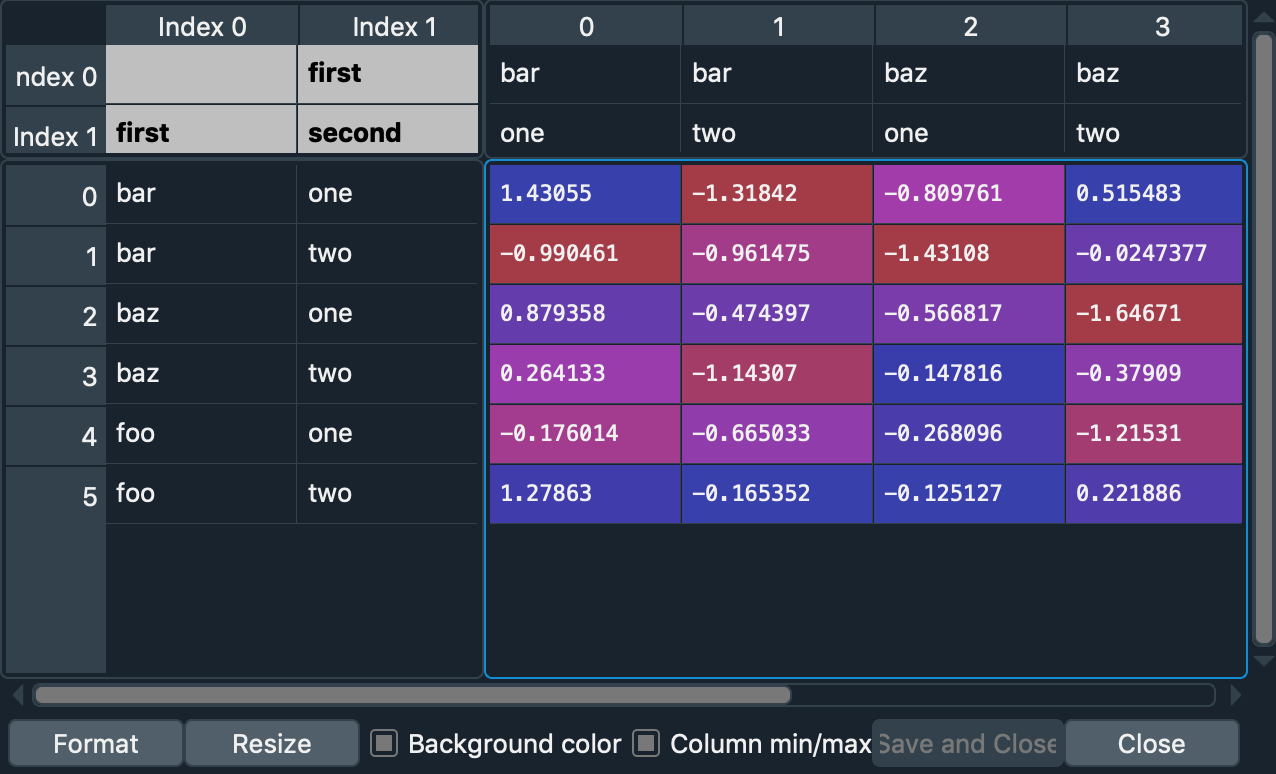 Index 0 Index 1 0 1 2 3
ndex 0 first bar bar baz baz
Index 1 first second one two one two
0 bar one 1.43055 −1.31842 −0.809761 0.515483
1 bar two −0.990461 −0.961475 −1.43108 −0.0247377
2 baz one 0.879358 −0.474397 −0.566817 −1.64671
3 baz two 0.264133 −1.14307 −0.147816 −0.37909
4 foo one −0.176014 −0.665033 −0.268096 −1.21531
5 foo two 1.27863 −0.165352 −0.125127 0.221886
Format Resize Background color Column min/max Save and Close Close